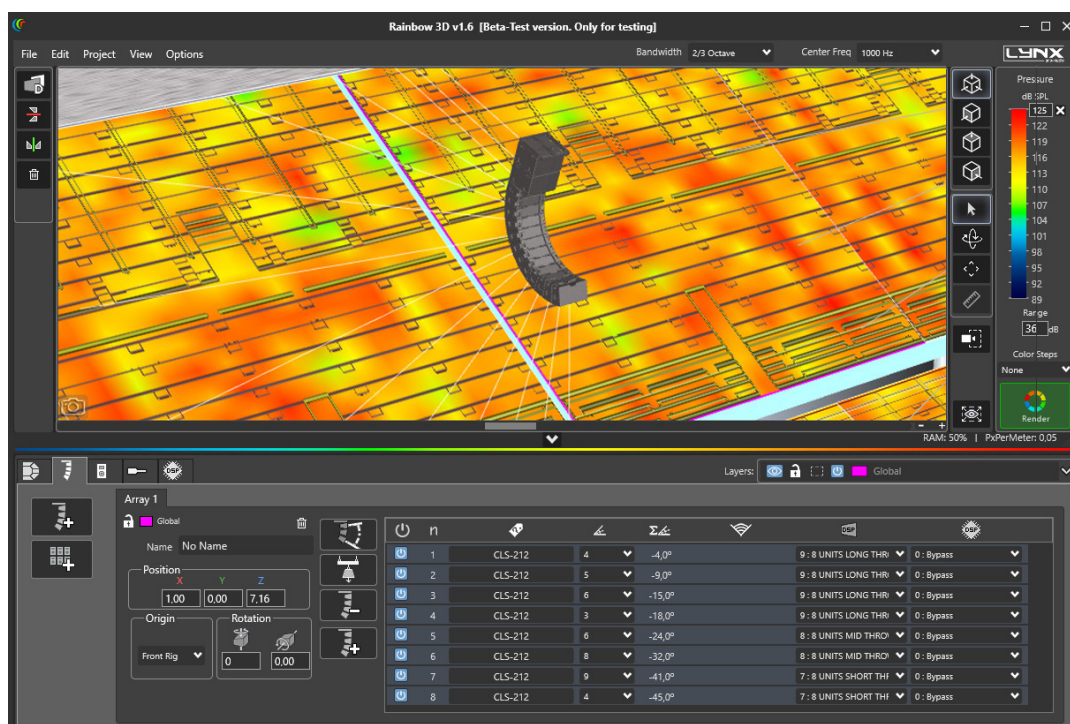 Rainbow 3D v1.6 [Beta-Test version. Only for testing]
File Edit Project View Options Bandwidth 2/3 Octave Center Freq 1000 Hz LYNX
D
Pressure
dB SPL
125
122
119
116
113
110
107
104
101
98
95
92
89
Range
36 dB
Color Steps
None
Render
- +
RAM: 50% | PxPerMeter: 0,05
DSP Layers: Global
Array 1
Global
Name No Name
Position
X Y Z
1.00 0,00 7,16
Origin Rotation
Front Rig 0 0,00
n Σ DSP DSP
1 CLS-212 4 -4,0º 9 : 8 UNITS LONG THR 0 : Bypass
2 CLS-212 5 -9,0º 9 : 8 UNITS LONG THR 0 : Bypass
3 CLS-212 6 -15,0º 9 : 8 UNITS LONG THR 0 : Bypass
4 CLS-212 3 -18,0º 9 : 8 UNITS LONG THR 0 : Bypass
5 CLS-212 6 -24,0º 8 : 8 UNITS MID THRO 0 : Bypass
6 CLS-212 8 -32,0º 8 : 8 UNITS MID THRO 0 : Bypass
7 CLS-212 9 -41,0º 7 : 8 UNITS SHORT THF 0 : Bypass
8 CLS-212 4 -45,0º 7 : 8 UNITS SHORT THF 0 : Bypass